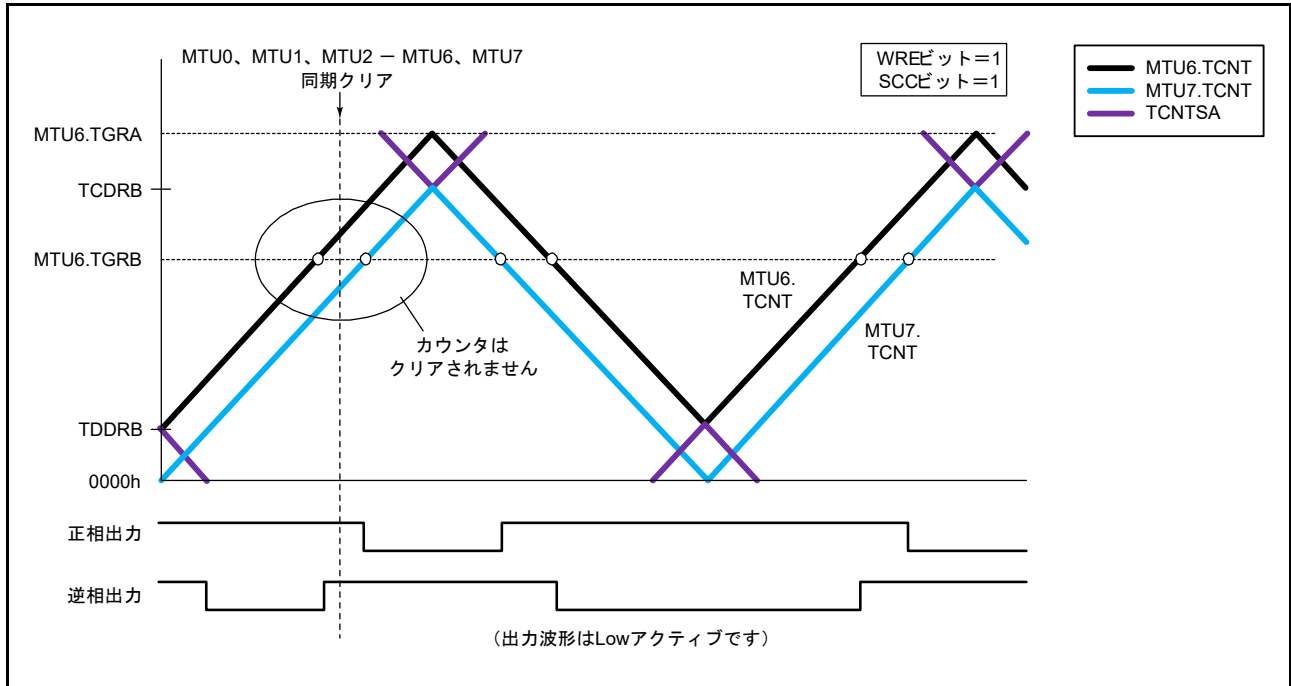 MTU0、MTU1、MTU2 － MTU6、MTU7
同期クリア
WREビット＝1
SCCビット＝1
MTU6.TCNT
MTU7.TCNT
TCNTSA
MTU6.TGRA
TCDRB
MTU6.TGRB
TDDRB
0000h
カウンタは
クリアされません
MTU6.
TCNT
MTU7.
TCNT
正相出力
逆相出力
（出力波形はLowアクティブです）